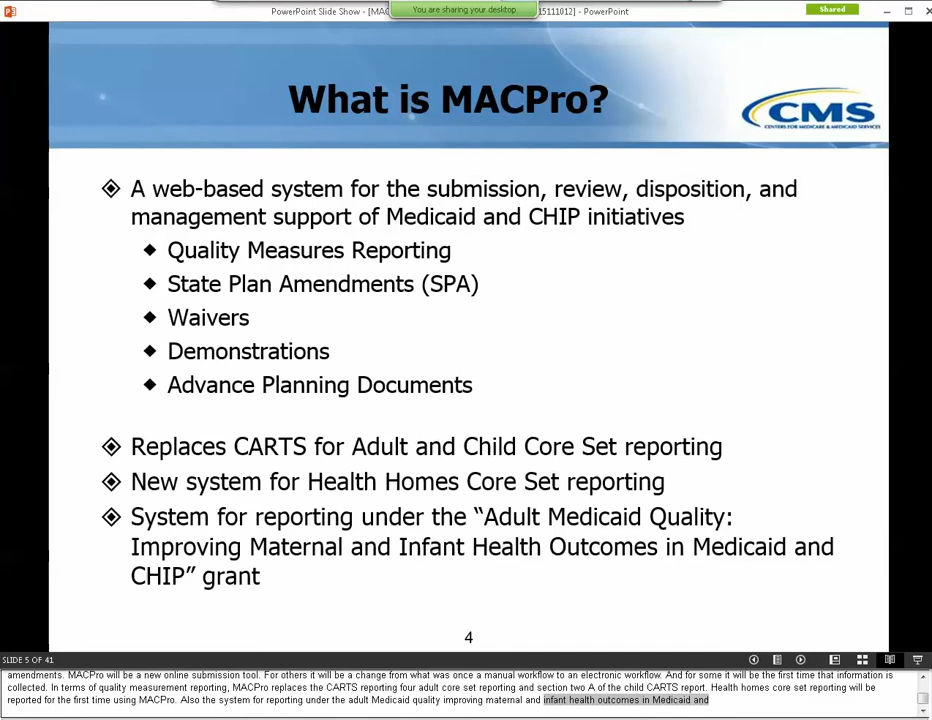 PowerPoint Slide Show - [MAC
You are sharing your desktop
15111012] - PowerPoint
Shared
What is MACPro?
CMS
CENTERS FOR MEDICARE & MEDICAID SERVICES
A web-based system for the submission, review, disposition, and
management support of Medicaid and CHIP initiatives
Quality Measures Reporting
State Plan Amendments (SPA)
Waivers
Demonstrations
Advance Planning Documents
Replaces CARTS for Adult and Child Core Set reporting
New system for Health Homes Core Set reporting
System for reporting under the “Adult Medicaid Quality:
Improving Maternal and Infant Health Outcomes in Medicaid and
CHIP” grant
4
SLIDE 5 OF 41
amendments. MACPro will be a new online submission tool. For others it will be a change from what was once a manual workflow to an electronic workflow. And for some it will be the first time that information is
collected. In terms of quality measurement reporting, MACPro replaces the CARTS reporting four adult core set reporting and section two A of the child CARTS report. Health homes core set reporting will be
reported for the first time using MACPro. Also the system for reporting under the adult Medicaid quality improving maternal and infant health outcomes in Medicaid and